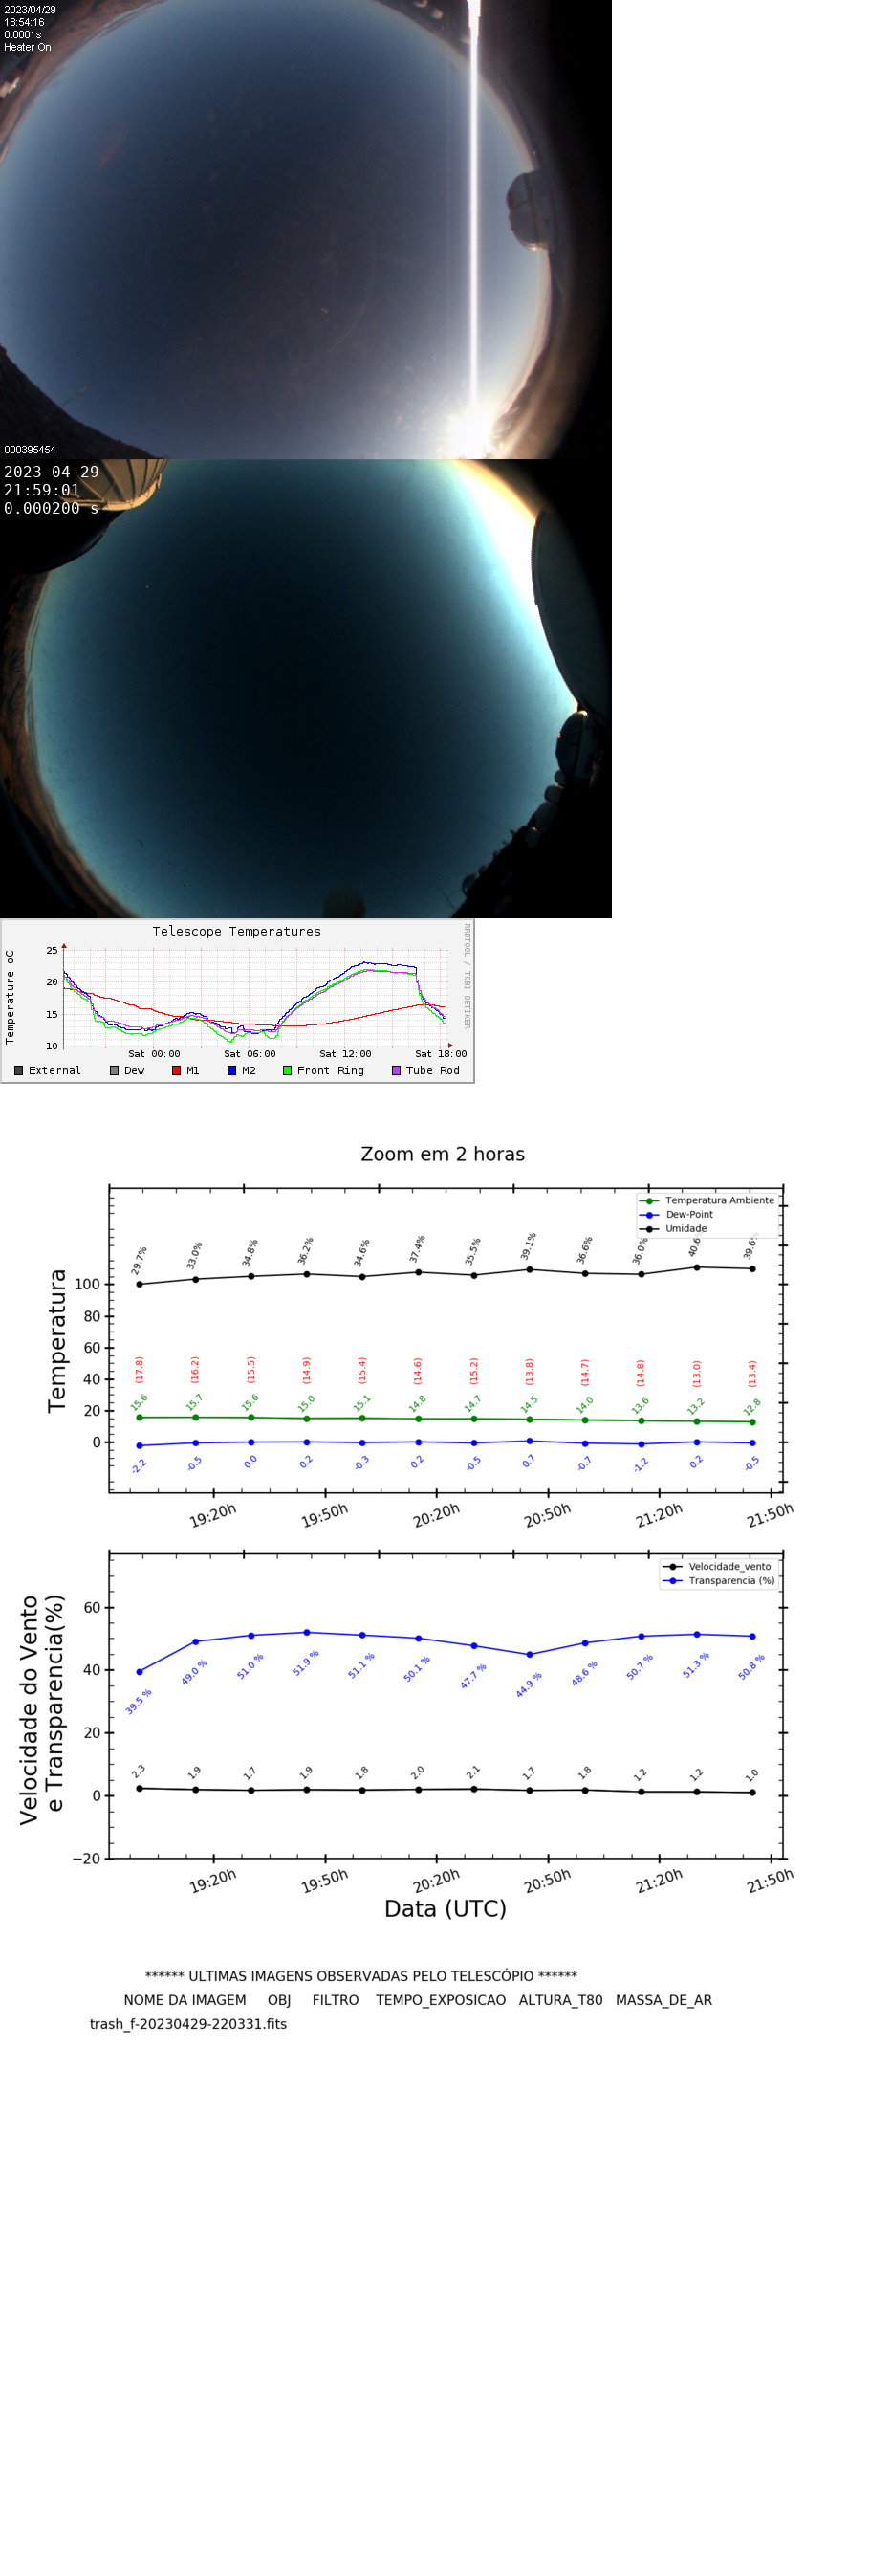 2023/04/29
18:54:16
0.0001s
Heater On
000395454
2023-04-29
21:59:01
0.000200 s
Telescope Temperatures
RRDTOOL / TOBI OETIKER
Temperature oC
25
20
15
10
Sat 00:00 Sat 06:00 Sat 12:00 Sat 18:00
External Dew M1 M2 Front Ring Tube Rod
Zoom em 2 horas
Temperatura Ambiente
Dew-Point
Umidade
29.7% 33.0% 34.8% 36.2% 34.6% 37.4% 35.5% 39.1% 36.6% 36.0% 40.6% 39.6%
Temperatura
100
80
60
40
20
0
(17.8) (16.2) (15.5) (14.9) (15.4) (14.6) (15.2) (13.8) (14.7) (14.8) (13.0) (13.4)
15.6 15.7 15.6 15.0 15.1 14.8 14.7 14.5 14.0 13.6 13.2 12.8
-2.2 -0.5 0.0 0.2 -0.3 0.2 -0.5 0.7 -0.7 -1.2 0.2 -0.5
19:20h 19:50h 20:20h 20:50h 21:20h 21:50h
Velocidade_vento
Transparencia (%)
Velocidade do Vento
e Transparencia(%)
60
40
20
0
−20
39.5 % 49.0 % 51.0 % 51.9 % 51.1 % 50.1 % 47.7 % 44.9 % 48.6 % 50.7 % 51.3 % 50.8 %
2.3 1.9 1.7 1.9 1.8 2.0 2.1 1.7 1.8 1.2 1.2 1.0
19:20h 19:50h 20:20h 20:50h 21:20h 21:50h
Data (UTC)
****** ULTIMAS IMAGENS OBSERVADAS PELO TELESCÓPIO ******
NOME DA IMAGEM OBJ FILTRO TEMPO_EXPOSICAO ALTURA_T80 MASSA_DE_AR
trash_f-20230429-220331.fits